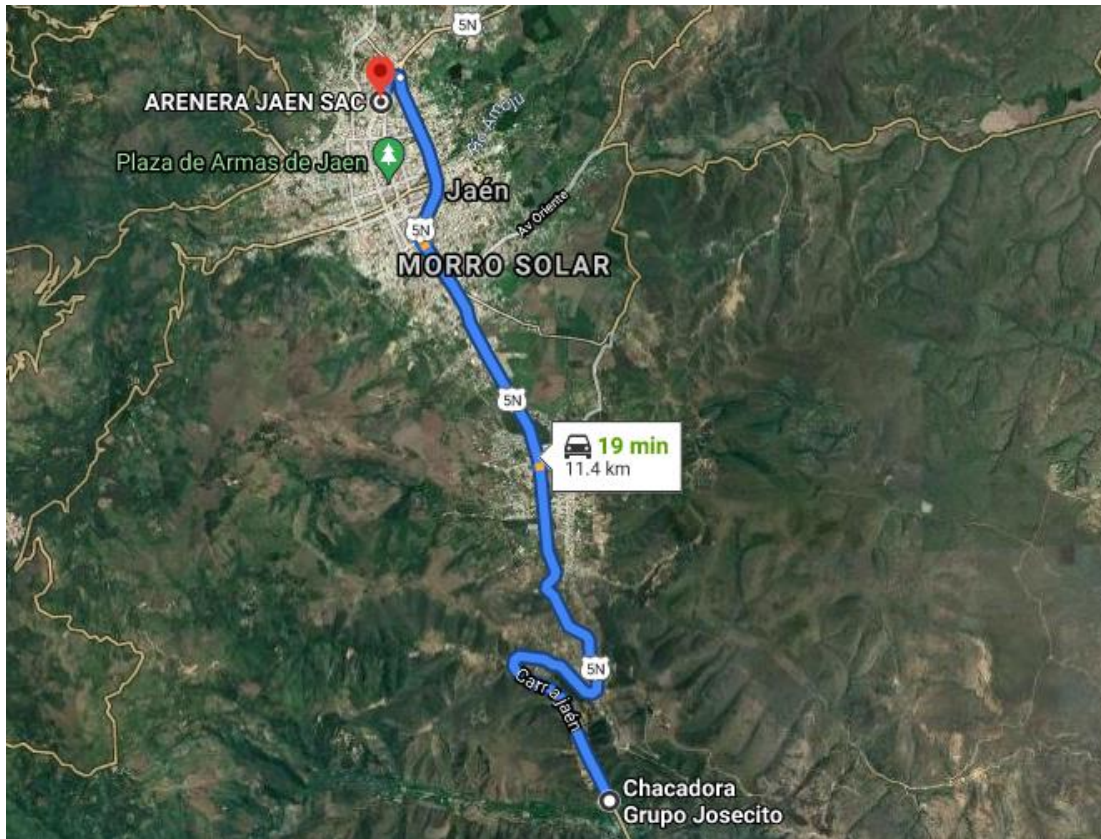 5N
ARENERA JAEN SAC
Plaza de Armas de Jaen
Jaén
5N
Av Oriente
MORRO SOLAR
5N
19 min
11.4 km
5N
Carr a jaén
Chacadora
Grupo Josecito